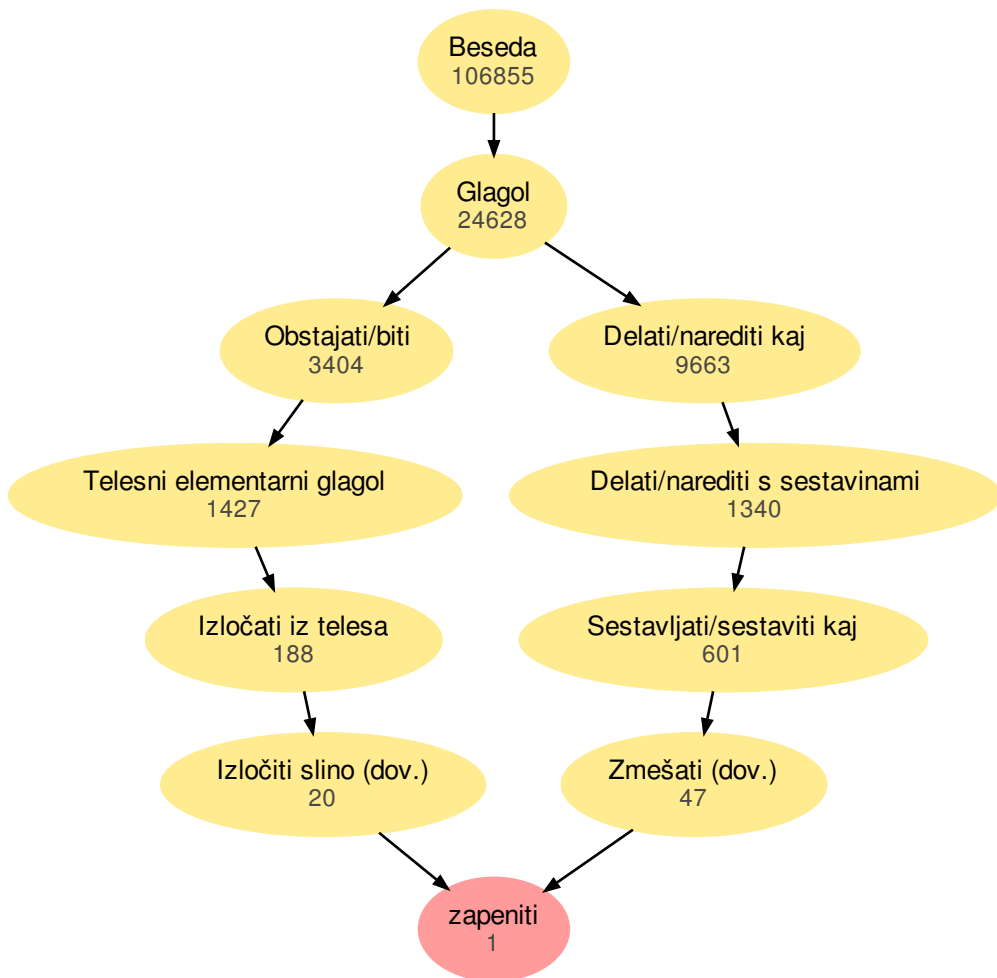 Beseda
106855
Glagol
24628
Obstajati/biti
3404
Delati/narediti kaj
9663
Telesni elementarni glagol
1427
Delati/narediti s sestavinami
1340
Izločati iz telesa
188
Sestavljati/sestaviti kaj
601
Izločiti slino (dov.)
20
Zmešati (dov.)
47
zapeniti
1